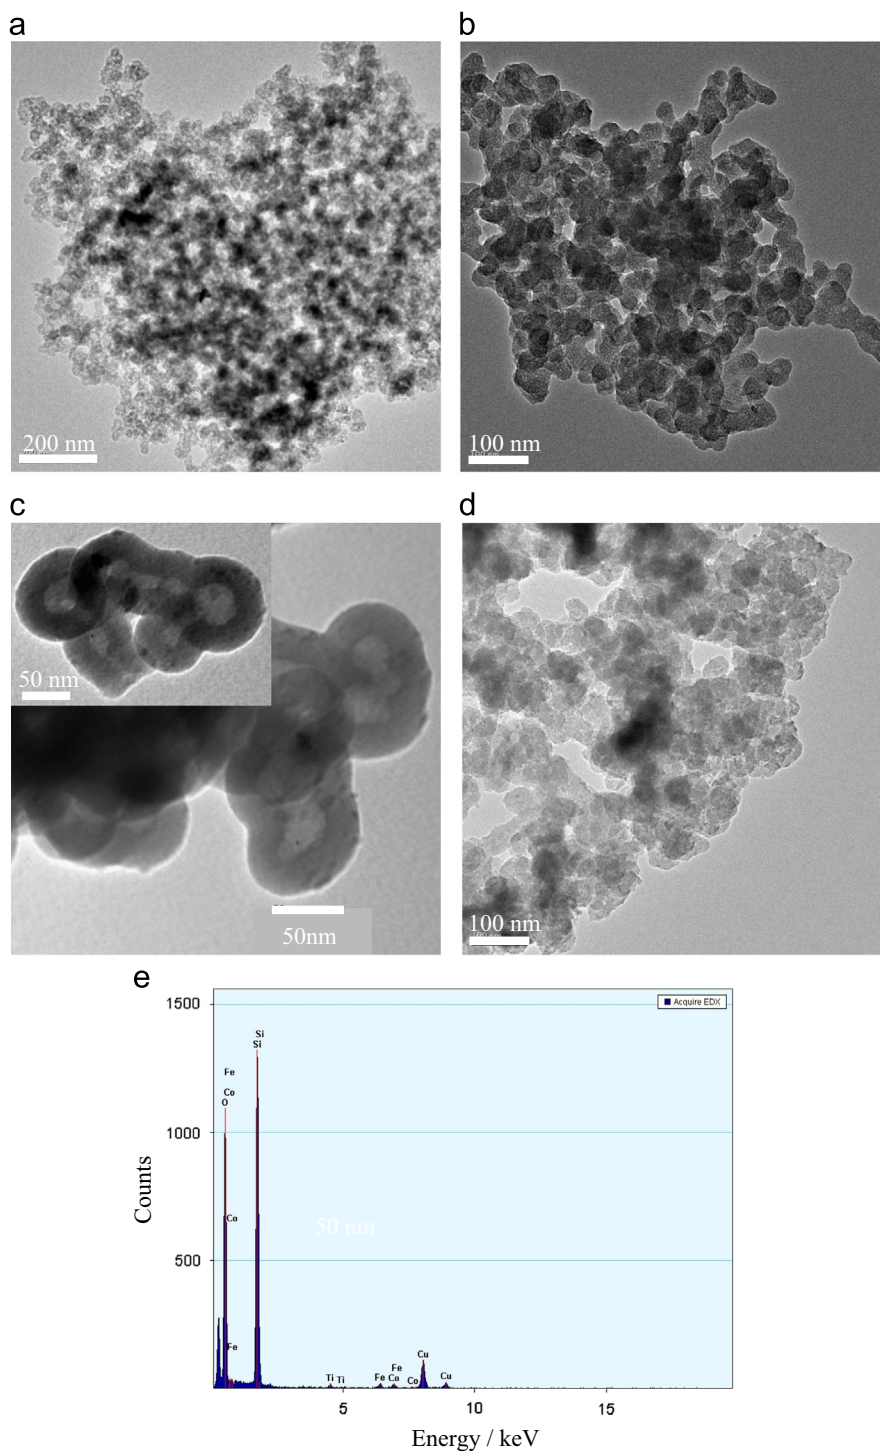 a
b
200 nm
100 nm
c
d
50 nm
50nm
100 nm
e
1500
Acquire EDX
Si
Si
Fe
Co
O
1000
Counts
Co
50 nm
500
Fe
Cu
Fe
Ti
Ti
Fe
Co
Co
Cu
5
10
15
Energy / keV